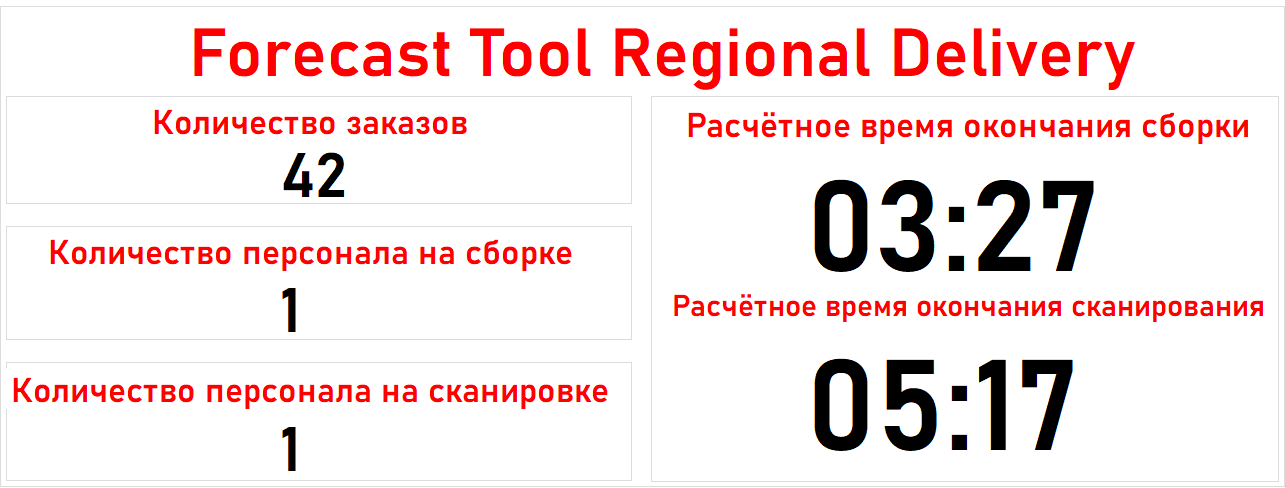 Forecast Tool Regional Delivery
Количество заказов
42
Количество персонала на сборке
1
Количество персонала на сканировке
1
Расчётное время окончания сборки
03:27
Расчётное время окончания сканирования
05:17